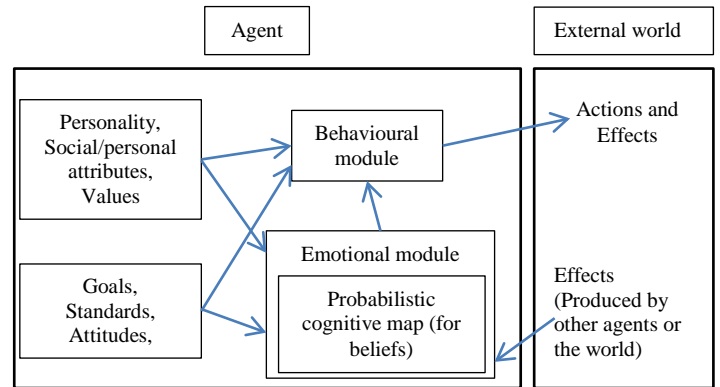 Agent
External world
Personality,
Social/personal
attributes,
Values
Behavioural
module
Actions and
Effects
Emotional module
Goals,
Standards,
Attitudes,
Probabilistic
cognitive map (for
beliefs)
Effects
(Produced by
other agents or
the world)